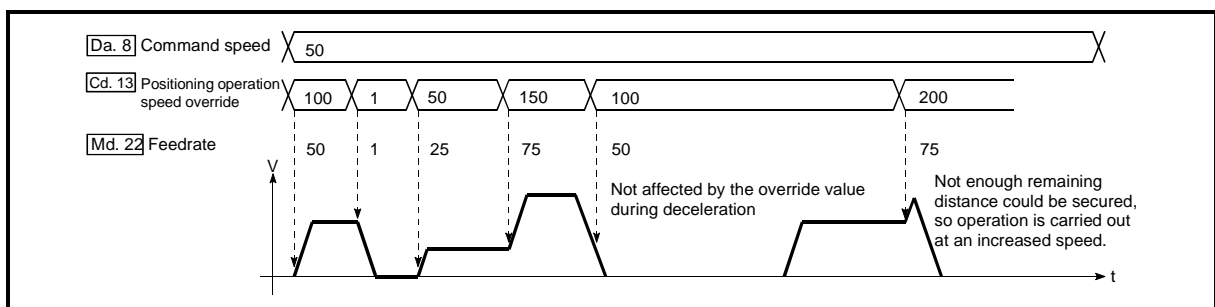 Da. 8 Command speed
50
Cd. 13 Positioning operation
speed override
100 1 50 150 100 200
Md. 22 Feedrate
50 1 25 75 50 75
V
Not affected by the override value
during deceleration
Not enough remaining
distance could be secured,
so operation is carried out
at an increased speed.
t